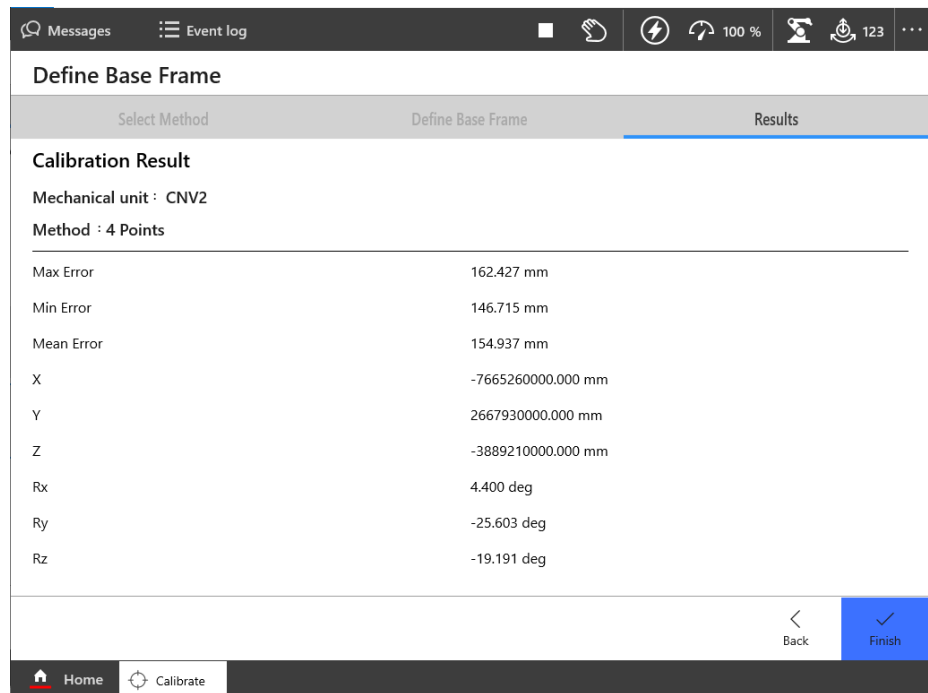 Messages Event log 100 % 123 ...
Define Base Frame
Select Method Define Base Frame Results
Calibration Result
Mechanical unit : CNV2
Method : 4 Points
Max Error 162.427 mm
Min Error 146.715 mm
Mean Error 154.937 mm
X -7665260000.000 mm
Y 2667930000.000 mm
Z -3889210000.000 mm
Rx 4.400 deg
Ry -25.603 deg
Rz -19.191 deg
Back Finish
Home Calibrate